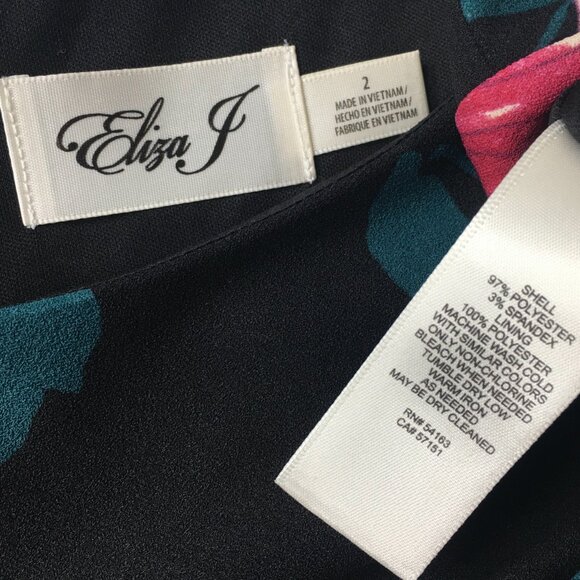 Eliza J
2
MADE IN VIETNAM/
HECHO EN VIETNAM/
FABRIQUE EN VIETNAM
SHELL
97% POLYESTER
3% SPANDEX
LINING
100% POLYESTER
MACHINE WASH COLD
WITH SIMILAR COLORS
ONLY NON-CHLORINE
BLEACH WHEN NEEDED
TUMBLE DRY LOW
WARM IRON
AS NEEDED
MAY BE DRY CLEANED
RN# 54163
CA# 57151